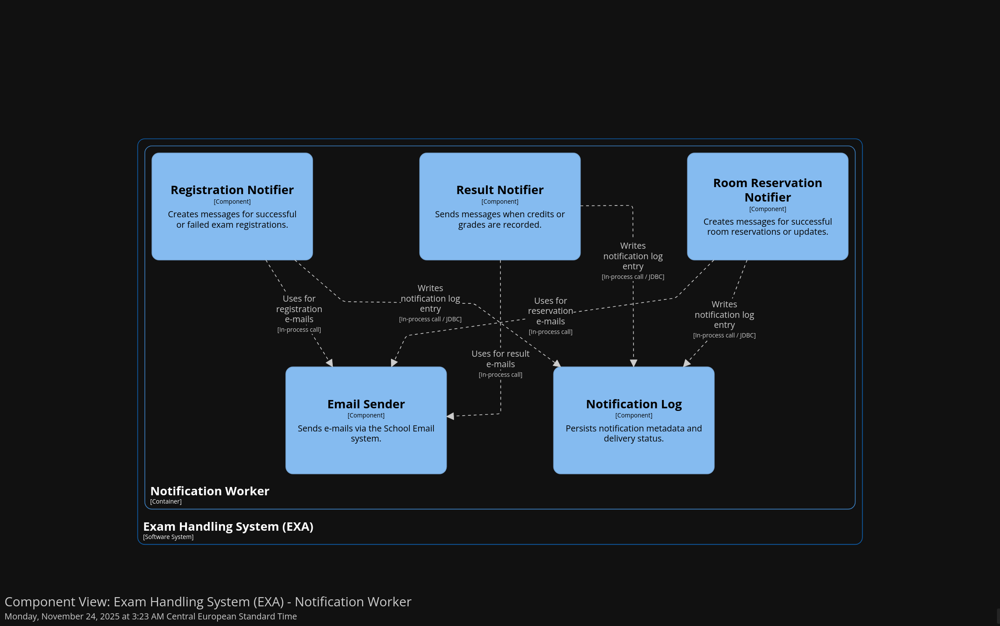 Registration Notifier
[Component]
Creates messages for successful
or failed exam registrations.
Result Notifier
[Component]
Sends messages when credits or
grades are recorded.
Room Reservation
Notifier
[Component]
Creates messages for successful
room reservations or updates.
Writes
notification log
entry
[In-process call / JDBC]
Uses for
registration
e-mails
[In-process call]
Writes
notification log
entry
[In-process call / JDBC]
Uses for
reservation
e-mails
[In-process call]
Writes
notification log
entry
[In-process call / JDBC]
Uses for result
e-mails
[In-process call]
Email Sender
[Component]
Sends e-mails via the School Email
system.
Notification Log
[Component]
Persists notification metadata and
delivery status.
Notification Worker
[Container]
Exam Handling System (EXA)
[Software System]
Component View: Exam Handling System (EXA) - Notification Worker
Monday, November 24, 2025 at 3:23 AM Central European Standard Time